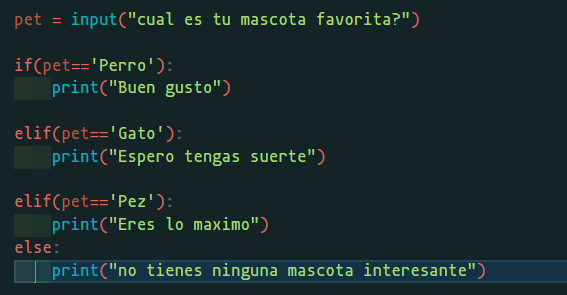 pet = input("cual es tu mascota favorita?")
if(pet=='Perro'):
print("Buen gusto")
elif(pet=='Gato'):
print("Espero tengas suerte")
elif(pet=='Pez'):
print("Eres lo maximo")
else:
print("no tienes ninguna mascota interesante")